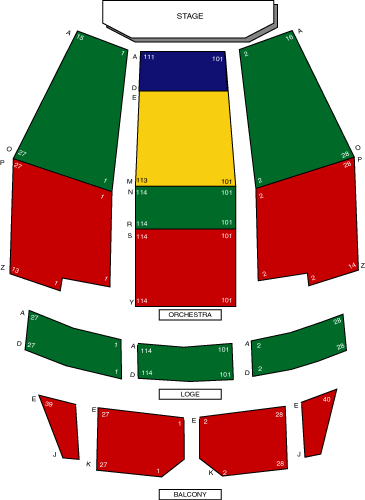 STAGE
A 15 1
A 111 101
2 16 A
D
E
O 27 1
P 27 1
M 113 101
2 28 O
2 28 P
N 114 101
R 114 101
S 114 101
Z 13 1
2 14 Z
Y 114 101
ORCHESTRA
A 27 1
A 114 101
A 2 28
D 27 1
D 114 101
D 2 28
LOGE
E 39
E 27 1
E 2 28
E 40
J
K 27 1
K 2 28
J
BALCONY